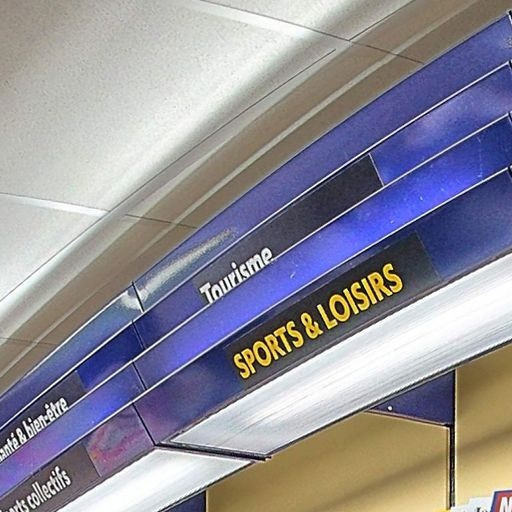 Tourisme
SPORTS & LOISIRS
santé & bien-être
sports collectifs